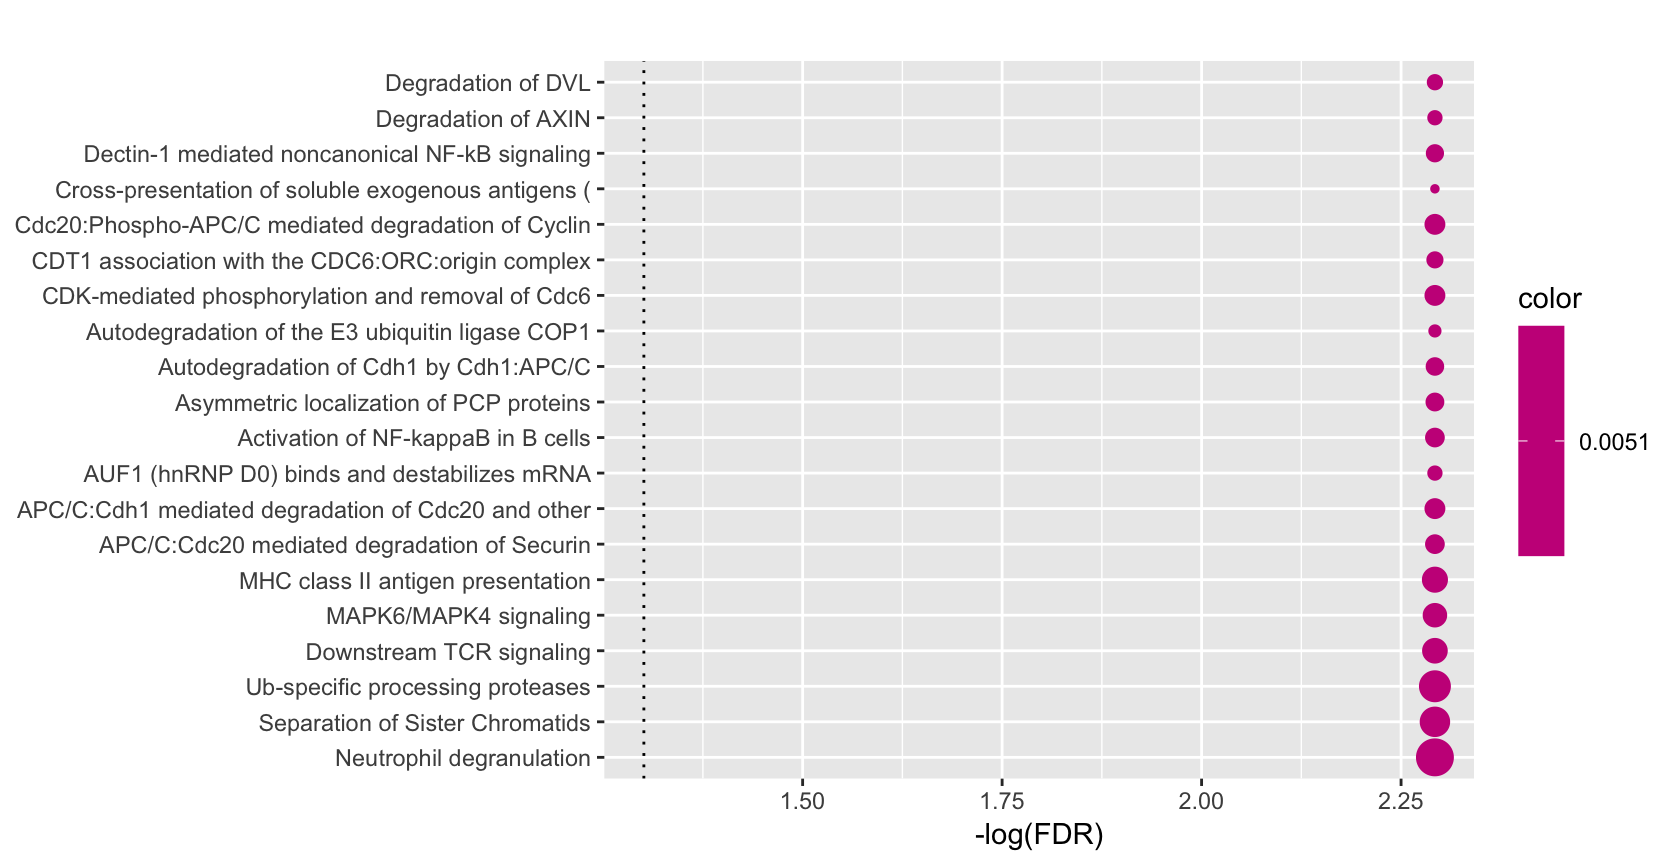 Degradation of DVL
Degradation of AXIN
Dectin-1 mediated noncanonical NF-kB signaling
Cross-presentation of soluble exogenous antigens (
Cdc20:Phospho-APC/C mediated degradation of Cyclin
CDT1 association with the CDC6:ORC:origin complex
CDK-mediated phosphorylation and removal of Cdc6
Autodegradation of the E3 ubiquitin ligase COP1
Autodegradation of Cdh1 by Cdh1:APC/C
Asymmetric localization of PCP proteins
Activation of NF-kappaB in B cells
AUF1 (hnRNP D0) binds and destabilizes mRNA
APC/C:Cdh1 mediated degradation of Cdc20 and other
APC/C:Cdc20 mediated degradation of Securin
MHC class II antigen presentation
MAPK6/MAPK4 signaling
Downstream TCR signaling
Ub-specific processing proteases
Separation of Sister Chromatids
Neutrophil degranulation
1.50 1.75 2.00 2.25
-log(FDR)
color
0.0051